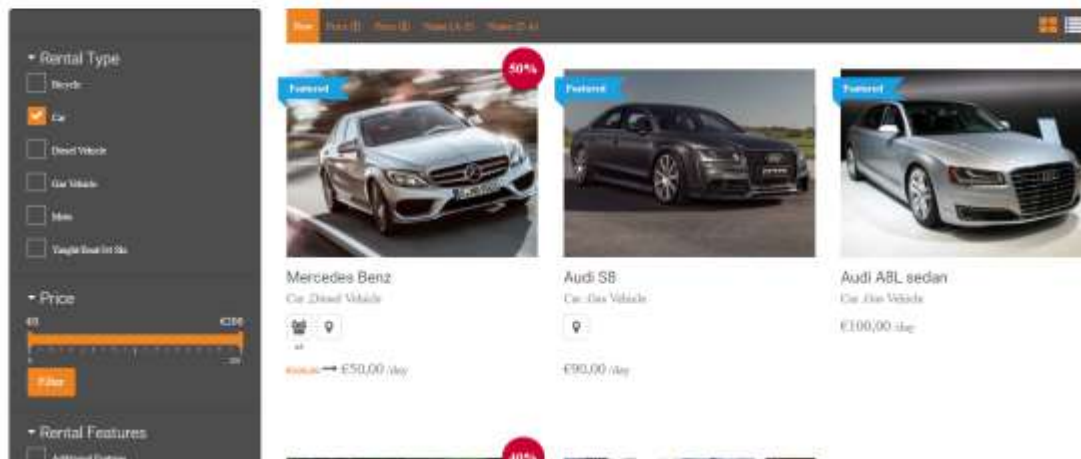 Rental Type
Bicycle
Car
Diesel Vehicle
Gas Vehicle
Moto
Price
€0 €200
Filter
Rental Features
Additional Features
50%
Featured
Mercedes Benz
Car ,Diesel Vehicle
€50,00 /day
Featured
Audi S8
Car ,Gas Vehicle
€90,00 /day
Featured
Audi A8L sedan
Car ,Gas Vehicle
€100,00 /day
40%